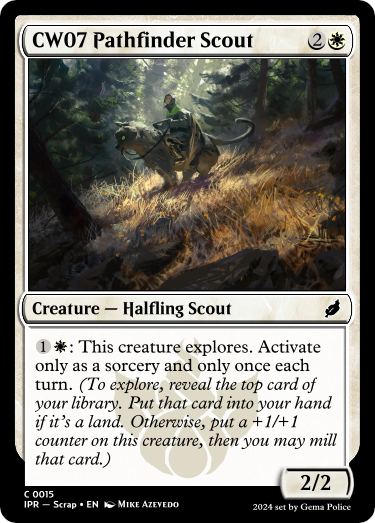 CW07 Pathfinder Scout 2
Creature — Halfling Scout
1 : This creature explores. Activate
only as a sorcery and only once each
turn. (To explore, reveal the top card of
your library. Put that card into your hand
if it's a land. Otherwise, put a +1/+1
counter on this creature, then you may mill
that card.)
2/2
C 0015
IPR — Scrap • EN Mike Azevedo
2024 set by Gema Police